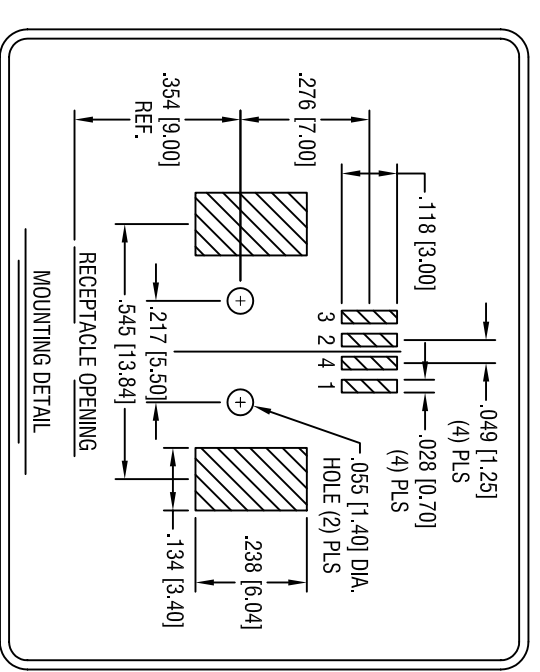 .118 [3.00]
.049 [1.25]
(4) PLS
.028 [0.70]
(4) PLS
3
2
4
1
.276 [7.00]
.354 [9.00]
REF.
.055 [1.40] DIA.
HOLE (2) PLS
.217 [5.50]
.545 [13.84]
.238 [6.04]
.134 [3.40]
RECEPTACLE OPENING
MOUNTING DETAIL